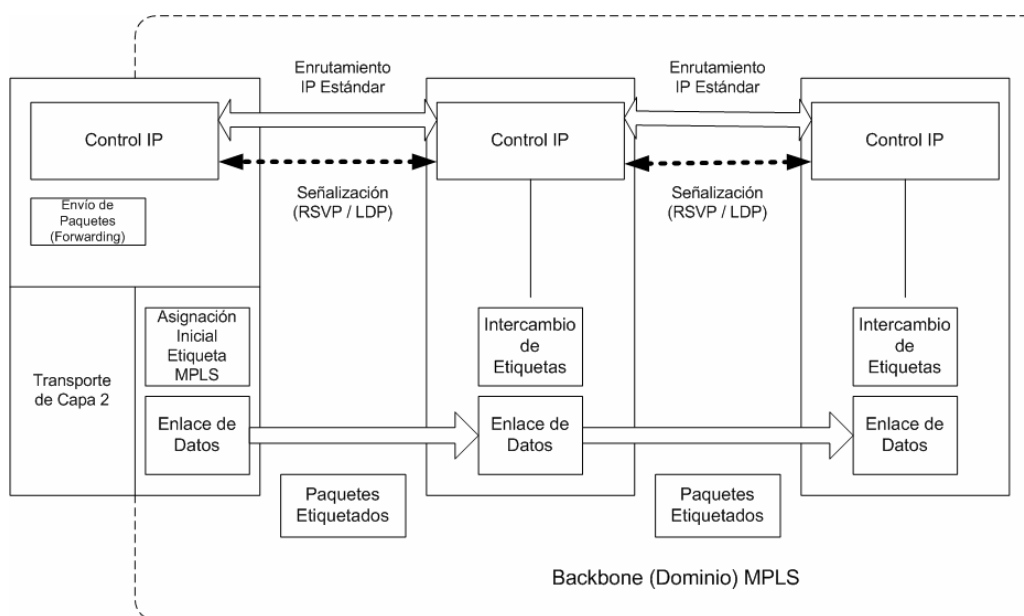 Enrutamiento
IP Estándar
Enrutamiento
IP Estándar
Control IP
Control IP
Control IP
Señalización
(RSVP / LDP)
Señalización
(RSVP / LDP)
Envío de
Paquetes
(Forwarding)
Asignación
Inicial
Etiqueta
MPLS
Intercambio
de
Etiquetas
Intercambio
de
Etiquetas
Transporte
de Capa 2
Enlace de
Datos
Enlace de
Datos
Enlace de
Datos
Paquetes
Etiquetados
Paquetes
Etiquetados
Backbone (Dominio) MPLS